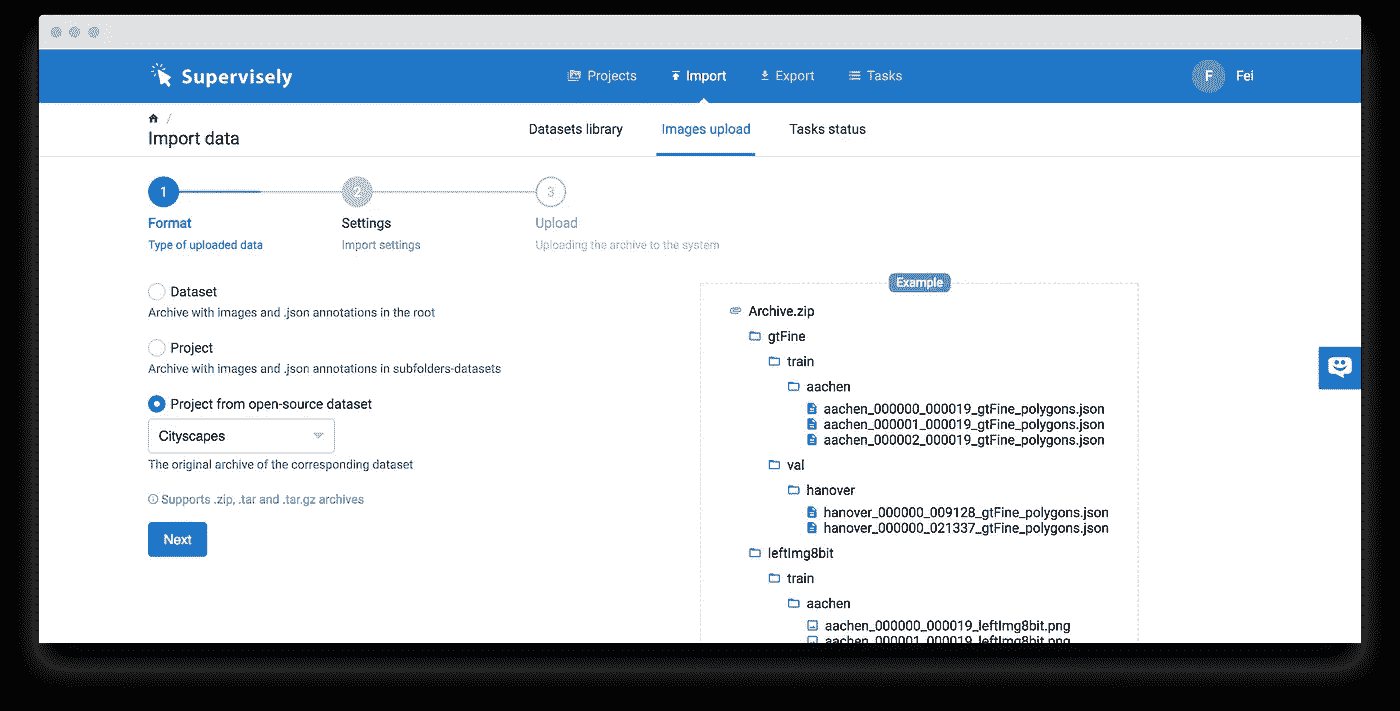 Supervisely
Projects
Import
Export
Tasks
F
Fei
/
Import data
Datasets library
Images upload
Tasks status
1
2
3
Format
Settings
Upload
Type of uploaded data
Import settings
Uploading the archive to the system
Dataset
Archive with images and .json annotations in the root
Project
Archive with images and .json annotations in subfolders-datasets
Project from open-source dataset
Cityscapes
The original archive of the corresponding dataset
Supports .zip, .tar and .tar.gz archives
Next
Example
Archive.zip
gtFine
train
aachen
aachen_000000_000019_gtFine_polygons.json
aachen_000001_000019_gtFine_polygons.json
aachen_000002_000019_gtFine_polygons.json
val
hanover
hanover_000000_009128_gtFine_polygons.json
hanover_000000_021337_gtFine_polygons.json
leftImg8bit
train
aachen
aachen_000000_000019_leftImg8bit.png
aachen_000001_000019_leftImg8bit.png